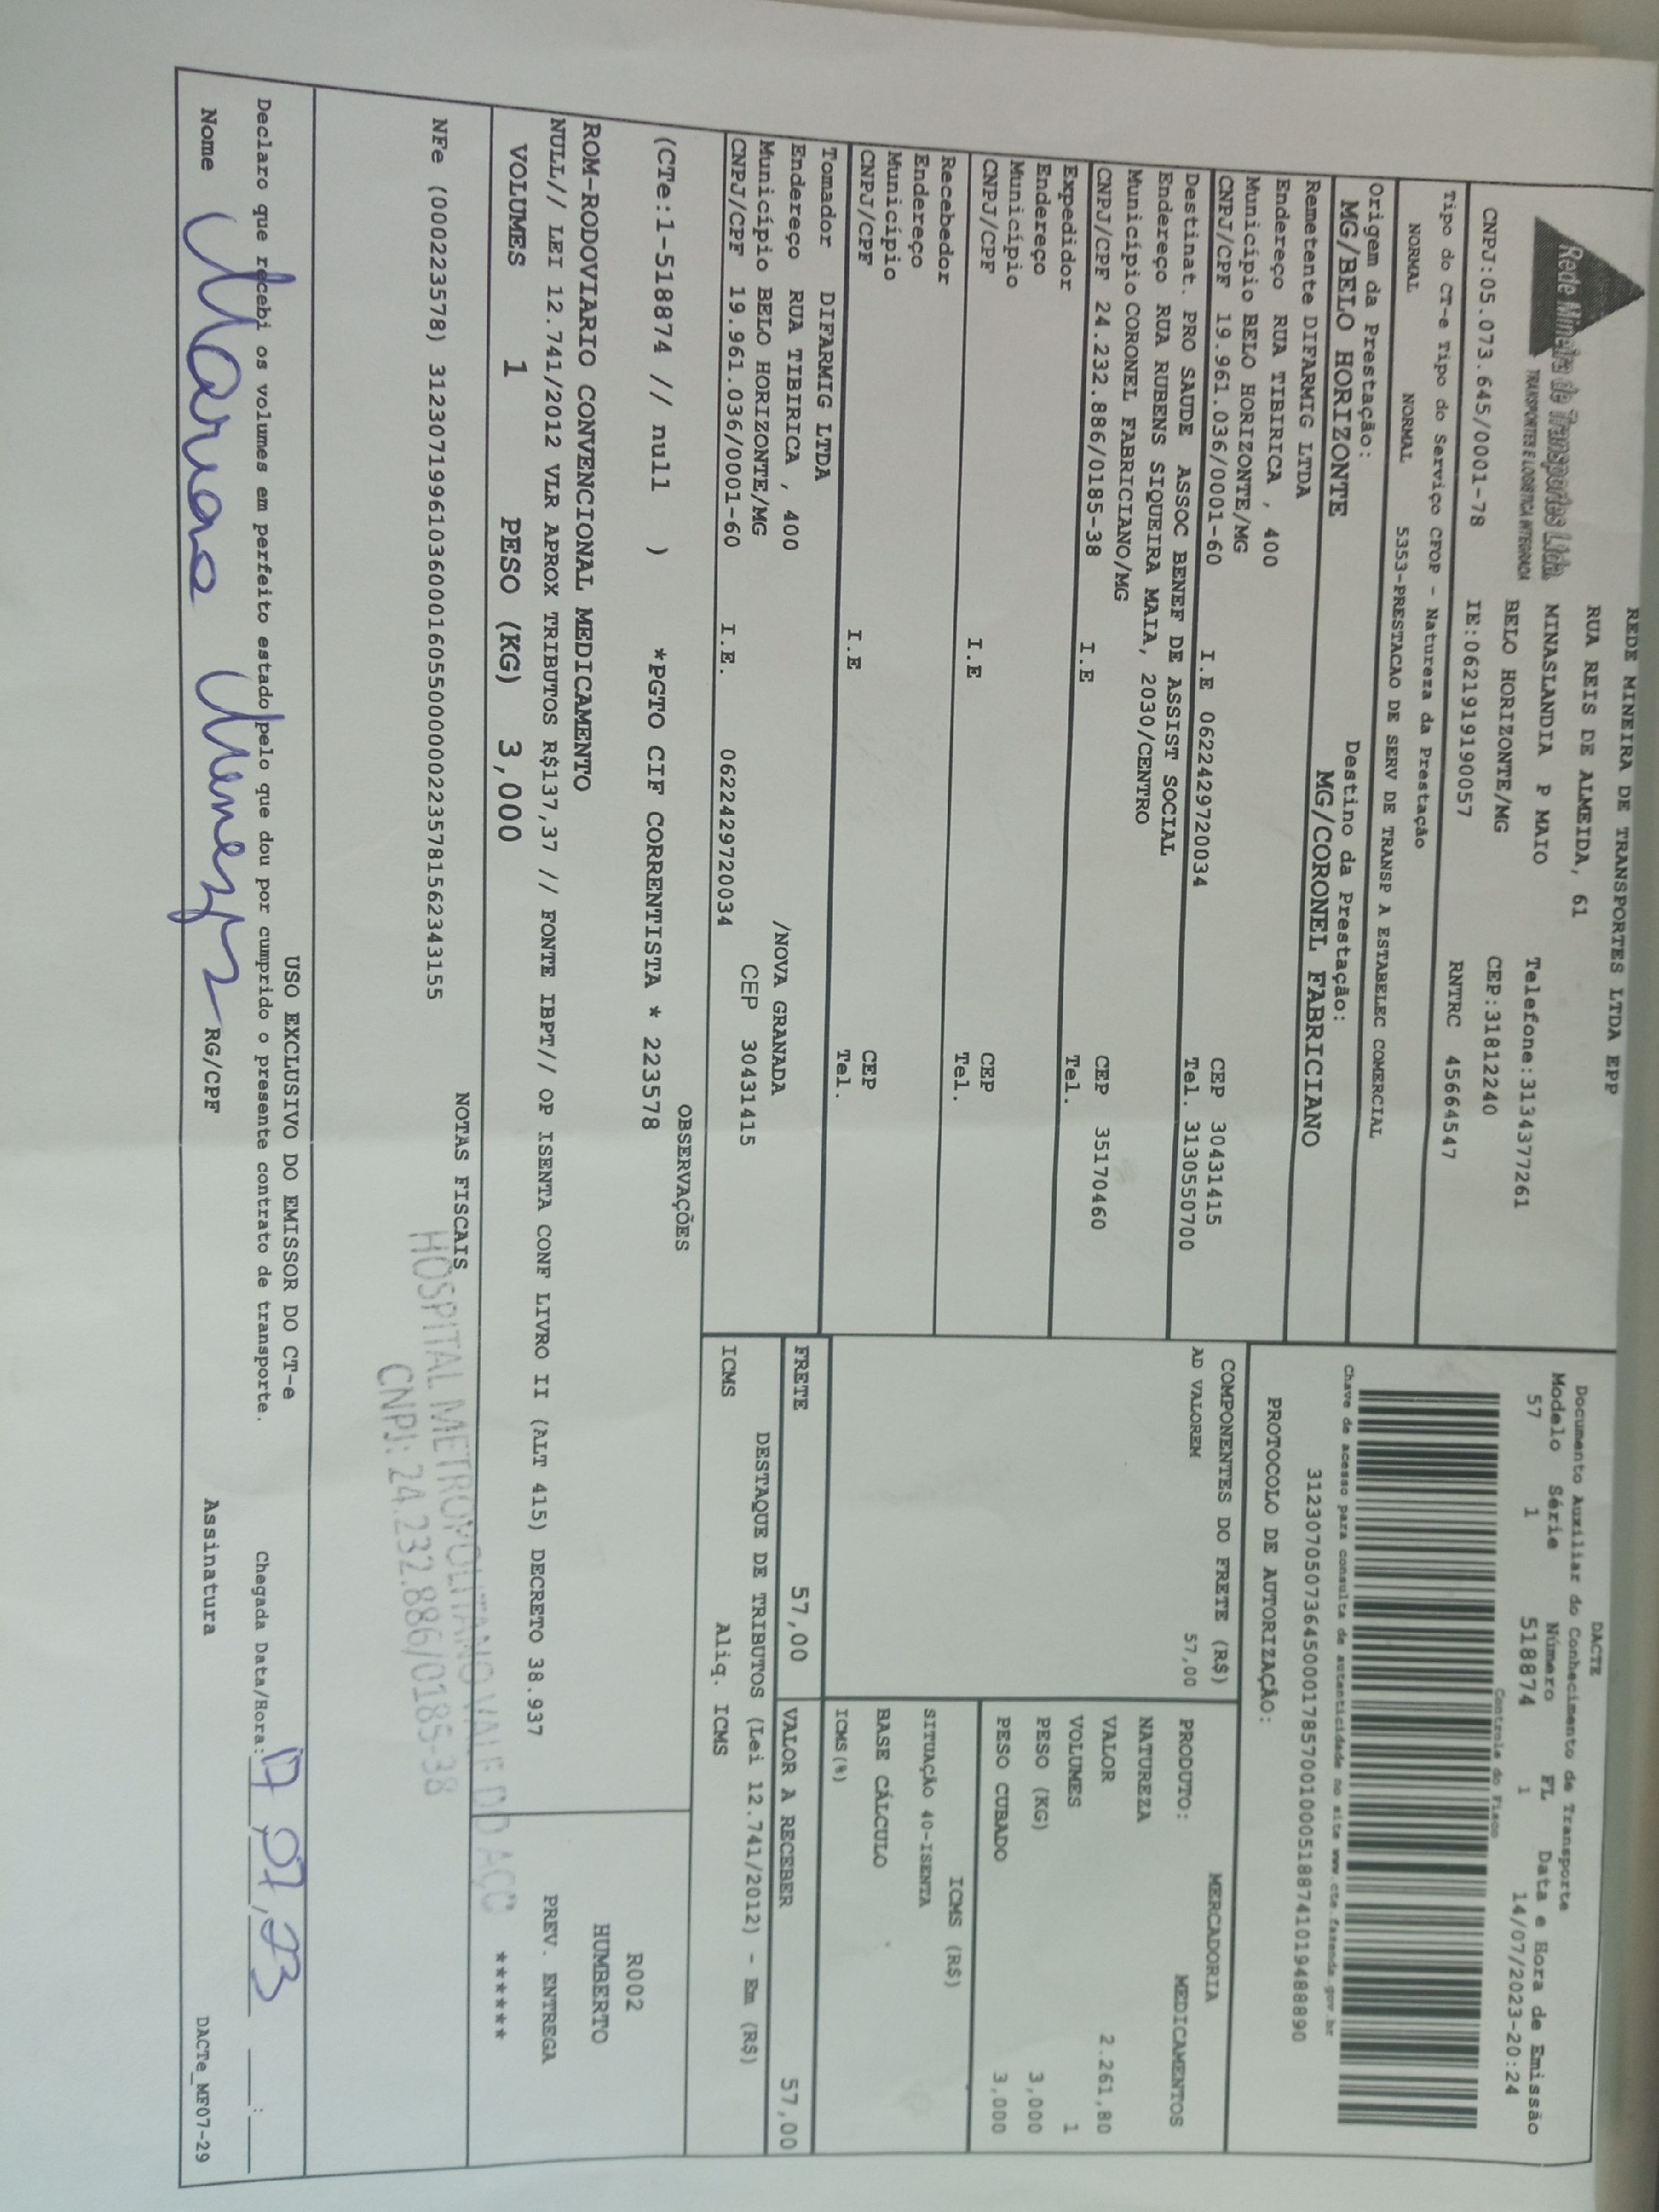 Rede Mineira de Transportes Ltda
TRANSPORTES E LOGISTICA INTEGRADA
REDE MINEIRA DE TRANSPORTES LTDA EPP
RUA REIS DE ALMEIDA, 61
MINASLANDIA P MAIO Telefone:3134377261
BELO HORIZONTE/MG CEP:31812240
CNPJ:05.073.645/0001-78 IE:0621919190057 RNTRC 45664547
Tipo do CT-e Tipo do Serviço CFOP - Natureza da Prestação
NORMAL NORMAL 5353-PRESTACAO DE SERV DE TRANSP A ESTABELEC COMERCIAL
Origem da Prestação: Destino da Prestação:
MG/BELO HORIZONTE MG/CORONEL FABRICIANO
DACTE
Documento Auxiliar do Conhecimento de Transporte
Modelo Série Número FL Data e Hora de Emissão
57 1 518874 1 14/07/2023-20:24
Controle do Fisco
Chave de acesso para consulta de autenticidade no site www.cte.fazenda.gov.br
31230705073645000178570010005188741019488890
PROTOCOLO DE AUTORIZAÇÃO:
Remetente DIFARMIG LTDA
Endereço RUA TIBIRICA , 400
Município BELO HORIZONTE/MG CEP 30431415
CNPJ/CPF 19.961.036/0001-60 I.E 0622429720034 Tel. 3130550700
Destinat. PRO SAUDE ASSOC BENEF DE ASSIST SOCIAL
Endereço RUA RUBENS SIQUEIRA MAIA, 2030/CENTRO
Município CORONEL FABRICIANO/MG CEP 35170460
CNPJ/CPF 24.232.886/0185-38 I.E Tel.
Expedidor
Endereço
Município CEP
CNPJ/CPF I.E Tel.
Recebedor
Endereço
Município CEP
CNPJ/CPF I.E Tel.
Tomador DIFARMIG LTDA
Endereço RUA TIBIRICA , 400 /NOVA GRANADA
Município BELO HORIZONTE/MG CEP 30431415
CNPJ/CPF 19.961.036/0001-60 I.E. 0622429720034
COMPONENTES DO FRETE (R$)
AD VALOREM 57,00
MERCADORIA
PRODUTO: MEDICAMENTOS
NATUREZA
VALOR 2.261,80
VOLUMES 1
PESO (KG) 3,000
PESO CUBADO 3,000
ICMS (R$)
SITUAÇÃO 40-ISENTA
BASE CÁLCULO
ICMS(%)
FRETE 57,00 VALOR A RECEBER 57,00
DESTAQUE DE TRIBUTOS (Lei 12.741/2012) - Em (R$)
ICMS Aliq. ICMS
OBSERVAÇÕES
(CTe:1-518874 // null ) *PGTO CIF CORRENTISTA * 223578
ROM-RODOVIARIO CONVENCIONAL MEDICAMENTO
NULL// LEI 12.741/2012 VLR APROX TRIBUTOS R$137,37 // FONTE IBPT// OP ISENTA CONF LIVRO II (ALT 415) DECRETO 38.937
R002
HUMBERTO
VOLUMES 1 PESO (KG) 3,000
PREV. ENTREGA
******
NOTAS FISCAIS
NFe (000223578) 31230719961036000160550000002235781562343155
HOSPITAL METROPOLITANO VALE DO AÇO
CNPJ: 24.232.886/0185-38
USO EXCLUSIVO DO EMISSOR DO CT-e
Declaro que recebi os volumes em perfeito estado pelo que dou por cumprido o presente contrato de transporte. Chegada Data/Hora: 17 07 23 :
Nome Mariana RG/CPF Assinatura
DACTe_MF07-29